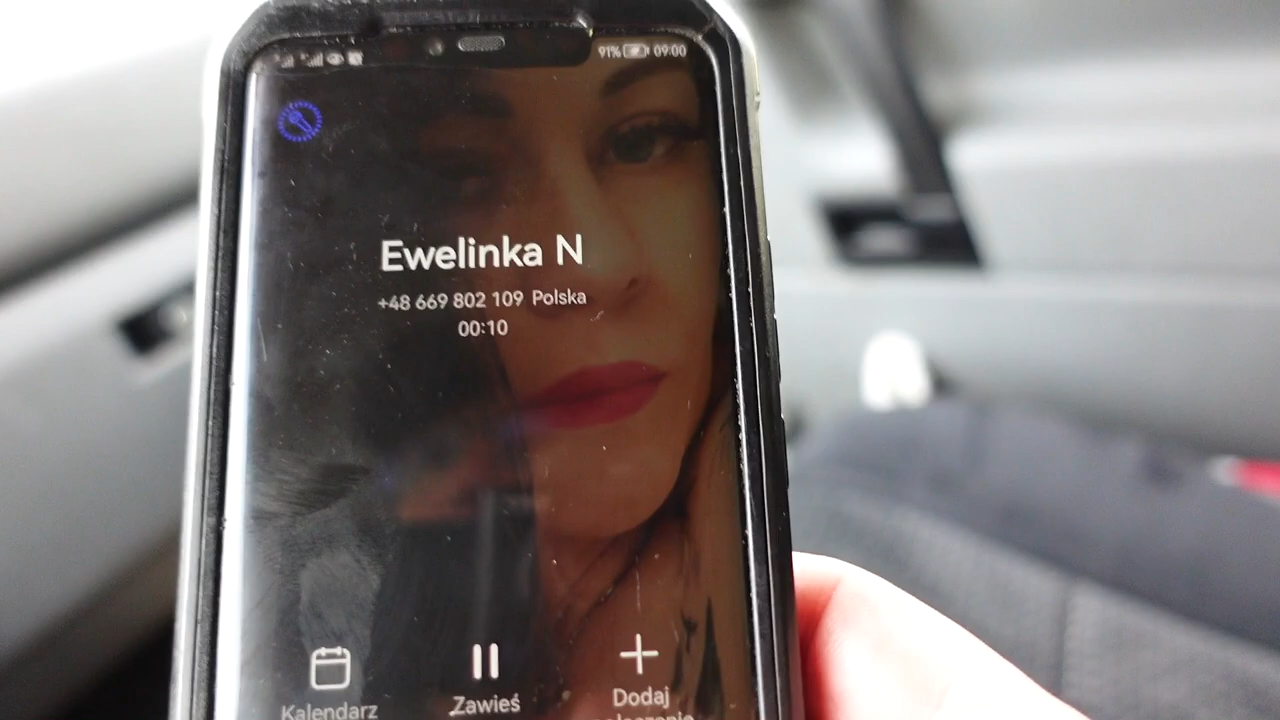 91% 09:00
Ewelinka N
+48 669 802 109 Polska
00:10
Kalendarz
Zawieś
Dodaj